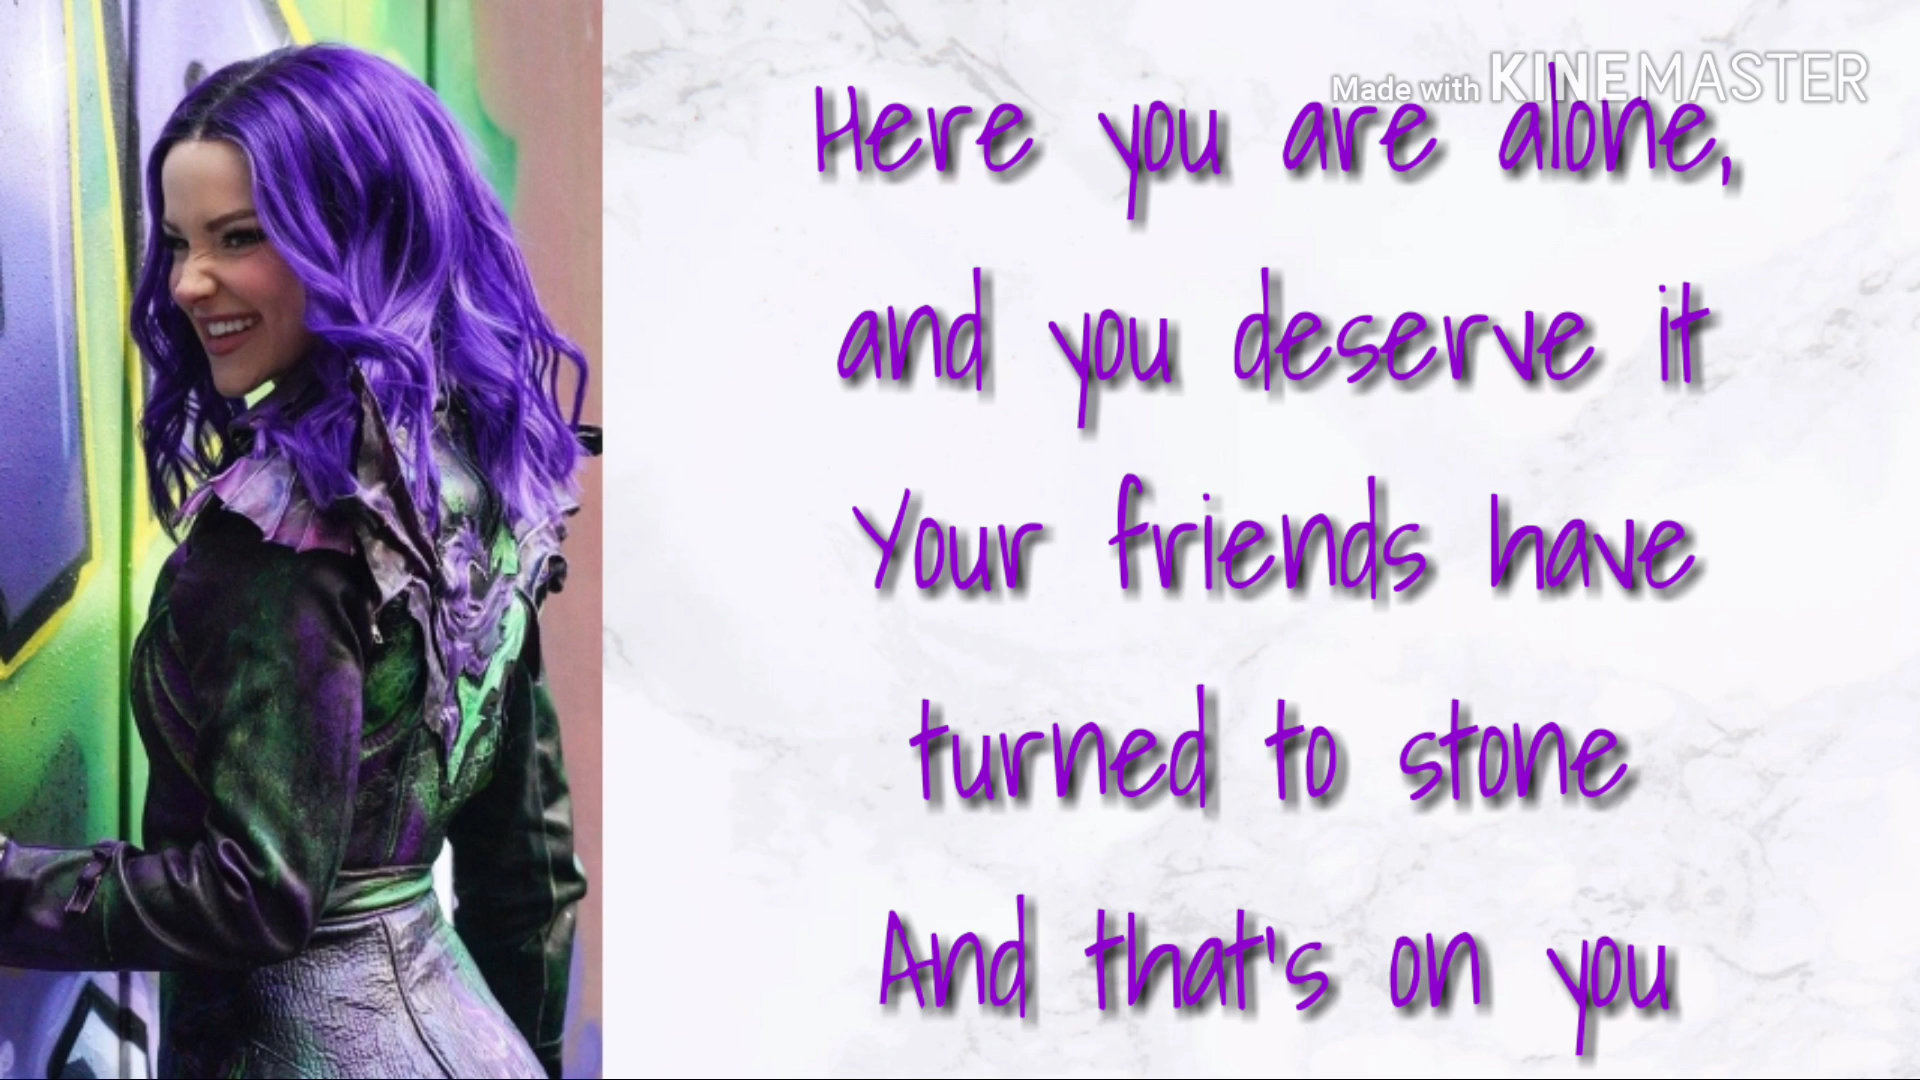 Made with KINEMASTER
Here you are alone,
and you deserve it
Your friends have
turned to stone
And that's on you